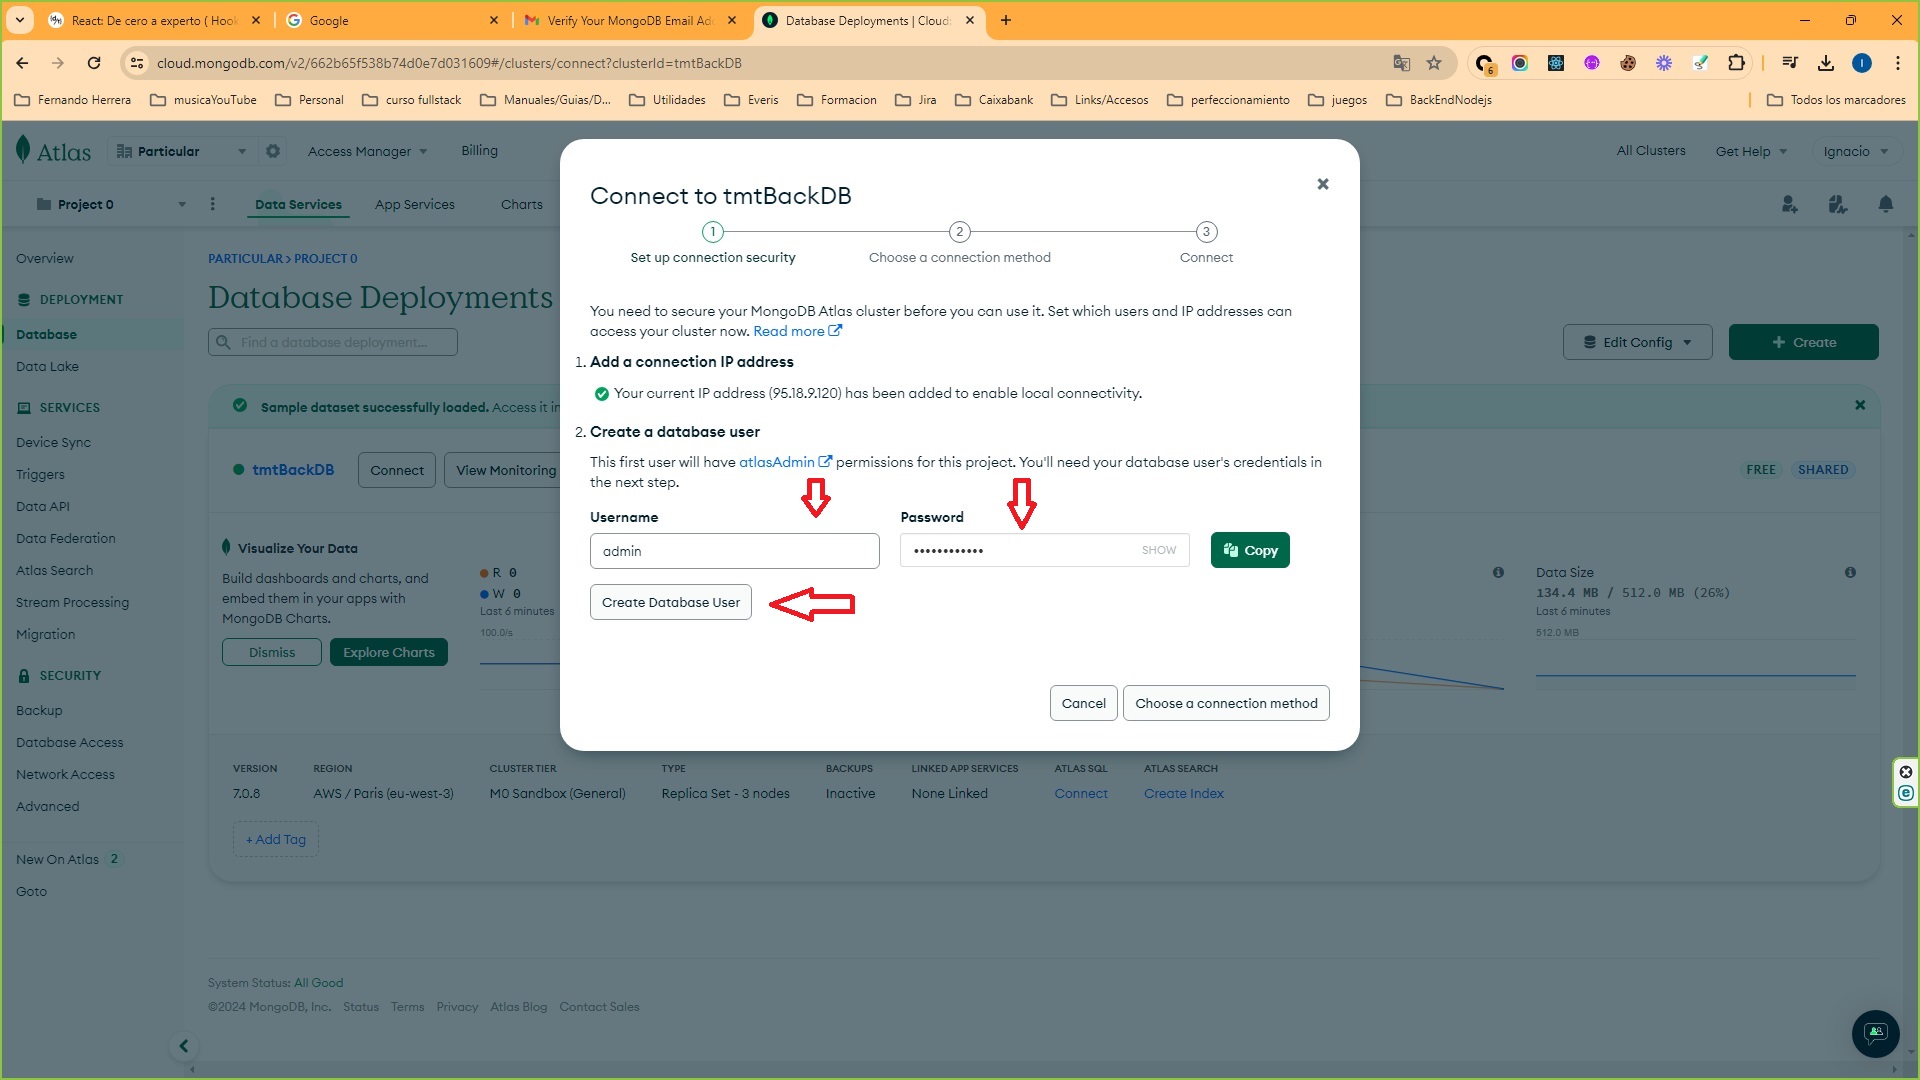 React: De cero a experto ( Hook
Google
Verify Your MongoDB Email Ad
Database Deployments | Cloud
cloud.mongodb.com/v2/662b65f538b74d0e7d031609#/clusters/connect?clusterId=tmtBackDB
6
I
Fernando Herrera
musicaYouTube
Personal
curso fullstack
Manuales/Guias/D...
Utilidades
Everis
Formacion
Jira
Caixabank
Links/Accesos
perfeccionamiento
juegos
BackEndNodejs
Todos los marcadores
Atlas
Particular
Access Manager
Billing
All Clusters
Get Help
Ignacio
Project 0
Data Services
App Services
Charts
Overview
DEPLOYMENT
Database
Data Lake
SERVICES
Device Sync
Triggers
Data API
Data Federation
Atlas Search
Stream Processing
Migration
SECURITY
Backup
Database Access
Network Access
Advanced
New On Atlas 2
Goto
PARTICULAR > PROJECT 0
Database Deployments
Find a database deployment...
Edit Config
+ Create
Sample dataset successfully loaded. Access it in
tmtBackDB
Connect
View Monitoring
FREE
SHARED
Visualize Your Data
Build dashboards and charts, and
embed them in your apps with
MongoDB Charts.
Dismiss
Explore Charts
R 0
W 0
Last 6 minutes
100.0/s
Data Size
134.4 MB / 512.0 MB (26%)
Last 6 minutes
512.0 MB
Connect to tmtBackDB
1
2
3
Set up connection security
Choose a connection method
Connect
You need to secure your MongoDB Atlas cluster before you can use it. Set which users and IP addresses can
access your cluster now. Read more
1. Add a connection IP address
Your current IP address (95.18.9.120) has been added to enable local connectivity.
2. Create a database user
This first user will have atlasAdmin permissions for this project. You'll need your database user's credentials in
the next step.
Username
Password
admin
••••••••••••
SHOW
Copy
Create Database User
Cancel
Choose a connection method
VERSION
REGION
CLUSTER TIER
TYPE
BACKUPS
LINKED APP SERVICES
ATLAS SQL
ATLAS SEARCH
7.0.8
AWS / Paris (eu-west-3)
M0 Sandbox (General)
Replica Set - 3 nodes
Inactive
None Linked
Connect
Create Index
+ Add Tag
System Status: All Good
©2024 MongoDB, Inc.
Status
Terms
Privacy
Atlas Blog
Contact Sales